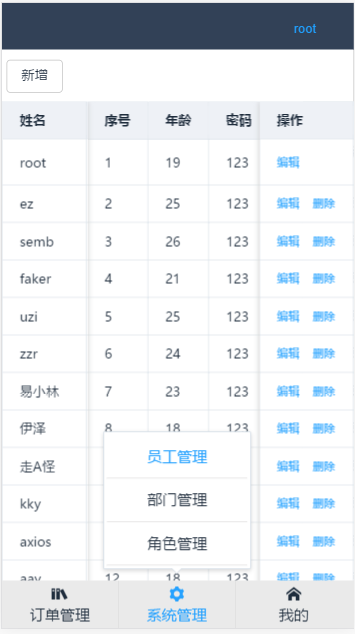 root
新增
姓名 序号 年龄 密码 操作
root 1 19 123 编辑
ez 2 25 123 编辑 删除
semb 3 26 123 编辑 删除
faker 4 21 123 编辑 删除
uzi 5 25 123 编辑 删除
zzr 6 24 123 编辑 删除
易小林 7 23 123 编辑 删除
伊泽 8 18 123 编辑 删除
走A怪 编辑 删除
kky 编辑 删除
axios 编辑 删除
aay 12 18 123 编辑 删除
员工管理
部门管理
角色管理
订单管理 系统管理 我的